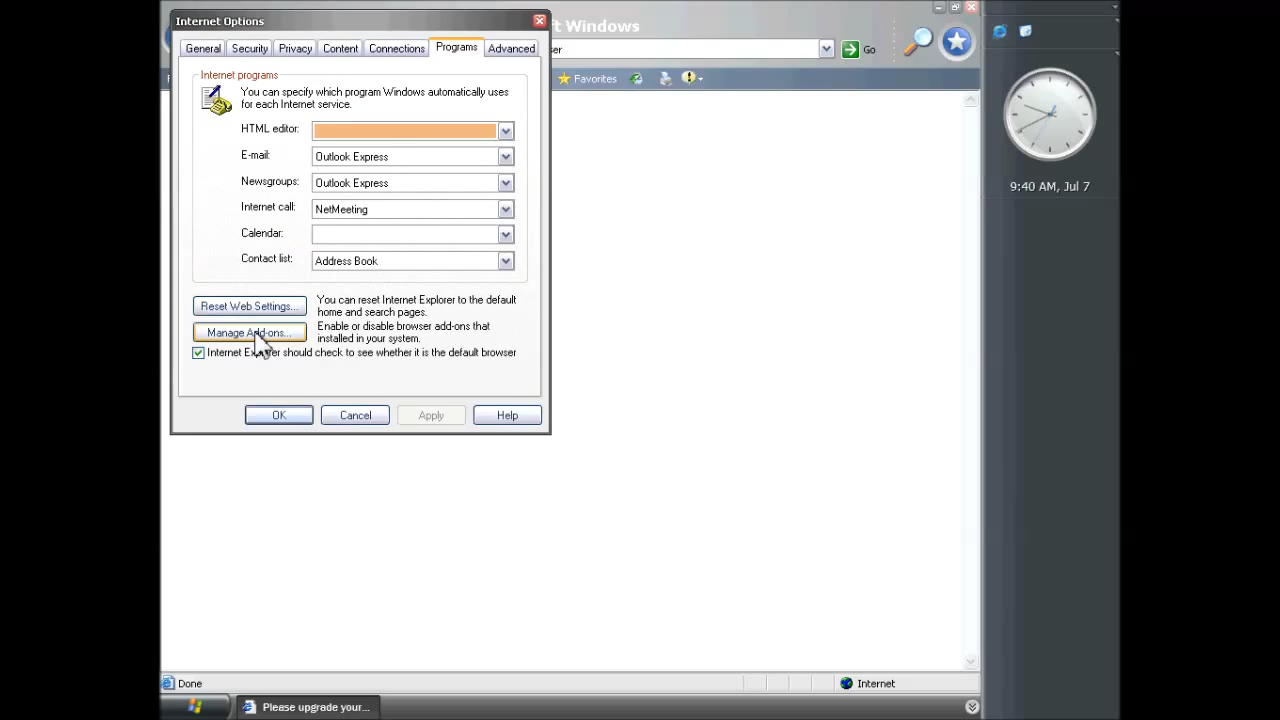 Internet Options
ft Windows
General
Security
Privacy
Content
Connections
Programs
Advanced
ser
Go
Favorites
Internet programs
You can specify which program Windows automatically uses
for each Internet service.
HTML editor:
E-mail:
Outlook Express
Newsgroups:
Outlook Express
Internet call:
NetMeeting
Calendar:
Contact list:
Address Book
9:40 AM, Jul 7
Reset Web Settings...
You can reset Internet Explorer to the default
home and search pages.
Manage Add-ons...
Enable or disable browser add-ons that
installed in your system.
Internet Explorer should check to see whether it is the default browser
OK
Cancel
Apply
Help
Done
Internet
Please upgrade your...